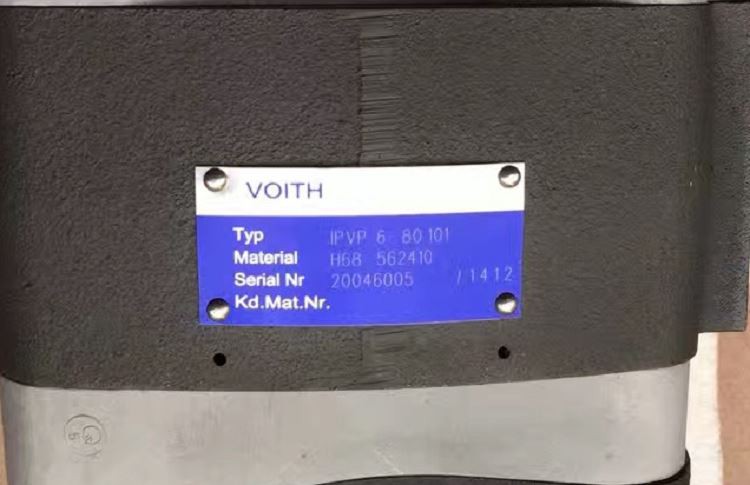 VOITH
Typ IPVP 6- 80 101
Material H68 562410
Serial Nr 20046005 /1412
Kd.Mat.Nr.